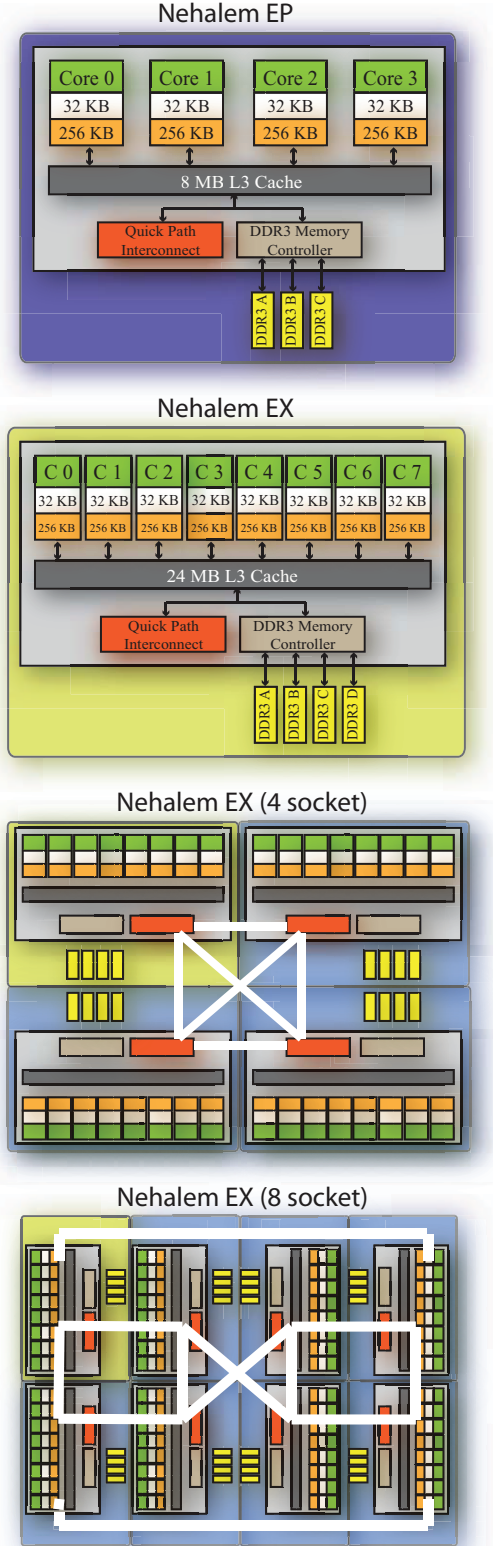 Nehalem EP
Core 0 Core 1 Core 2 Core 3
32 KB 32 KB 32 KB 32 KB
256 KB 256 KB 256 KB 256 KB
8 MB L3 Cache
Quick Path
Interconnect
DDR3 Memory
Controller
DDR3 A DDR3 B DDR3 C
Nehalem EX
C 0 C 1 C 2 C 3 C 4 C 5 C 6 C 7
32 KB 32 KB 32 KB 32 KB 32 KB 32 KB 32 KB 32 KB
256 KB 256 KB 256 KB 256 KB 256 KB 256 KB 256 KB 256 KB
24 MB L3 Cache
Quick Path
Interconnect
DDR3 Memory
Controller
DDR3 A DDR3 B DDR3 C DDR3 D
Nehalem EX (4 socket)
Nehalem EX (8 socket)